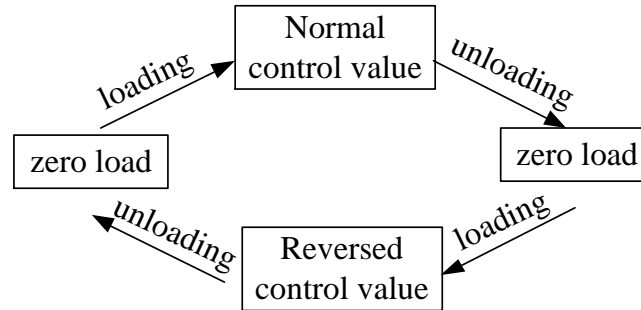 Normal
control value
loading
unloading
zero load
zero load
unloading
loading
Reversed
control value